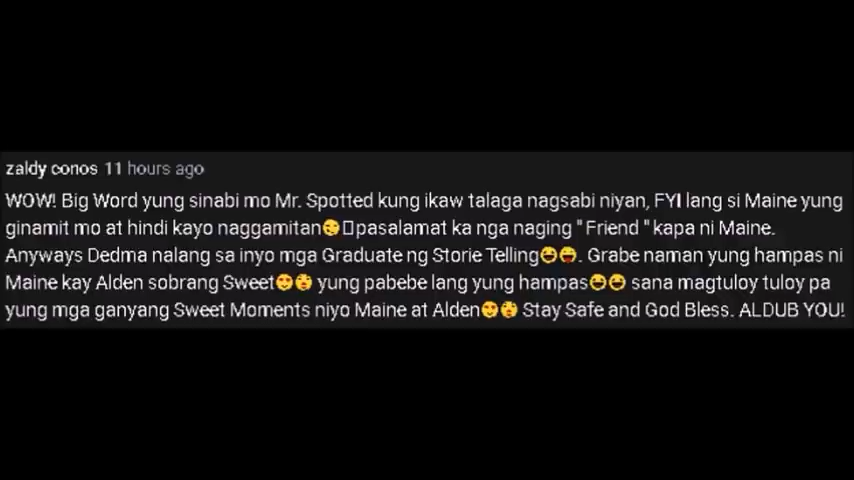 zaldy conos 11 hours ago
WOW! Big Word yung sinabi mo Mr. Spotted kung ikaw talaga nagsabi niyan, FYI lang si Maine yung
ginamit mo at hindi kayo naggamitan😏▯pasalamat ka nga naging " Friend " kapa ni Maine.
Anyways Dedma nalang sa inyo mga Graduate ng Storie Telling😄😜. Grabe naman yung hampas ni
Maine kay Alden sobrang Sweet😍😘 yung pabebe lang yung hampas😄😄 sana magtuloy tuloy pa
yung mga ganyang Sweet Moments niyo Maine at Alden😍😘 Stay Safe and God Bless. ALDUB YOU!